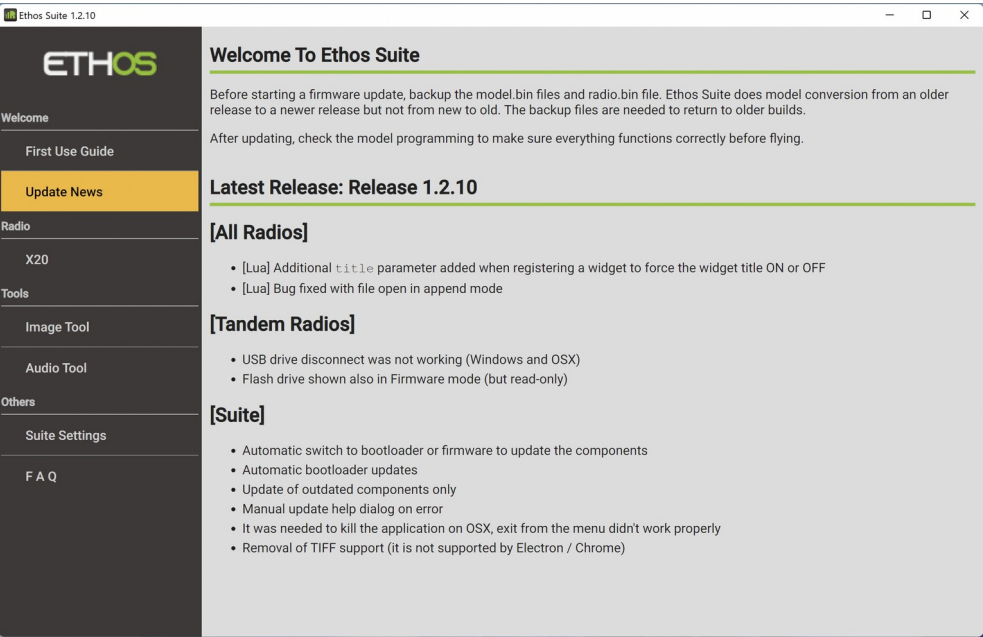 Ethos Suite 1.2.10
ETHOS
Welcome
First Use Guide
Update News
Radio
X20
Tools
Image Tool
Audio Tool
Others
Suite Settings
F A Q
Welcome To Ethos Suite
Before starting a firmware update, backup the model.bin files and radio.bin file. Ethos Suite does model conversion from an older
release to a newer release but not from new to old. The backup files are needed to return to older builds.
After updating, check the model programming to make sure everything functions correctly before flying.
Latest Release: Release 1.2.10
[All Radios]
• [Lua] Additional title parameter added when registering a widget to force the widget title ON or OFF
• [Lua] Bug fixed with file open in append mode
[Tandem Radios]
• USB drive disconnect was not working (Windows and OSX)
• Flash drive shown also in Firmware mode (but read-only)
[Suite]
• Automatic switch to bootloader or firmware to update the components
• Automatic bootloader updates
• Update of outdated components only
• Manual update help dialog on error
• It was needed to kill the application on OSX, exit from the menu didn't work properly
• Removal of TIFF support (it is not supported by Electron / Chrome)